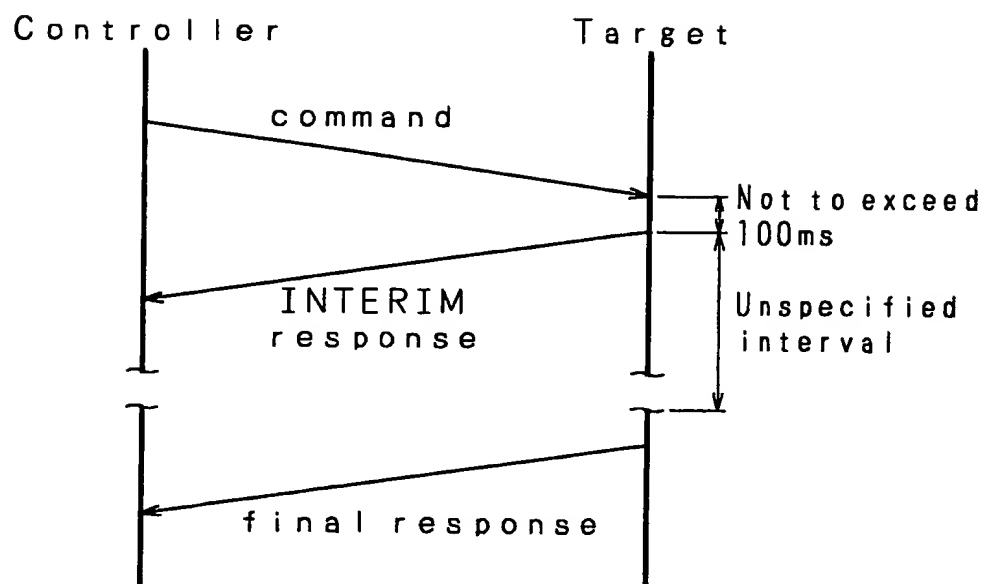 Controller
Target
command
Not to exceed
100ms
INTERIM
response
Unspecified
interval
final response